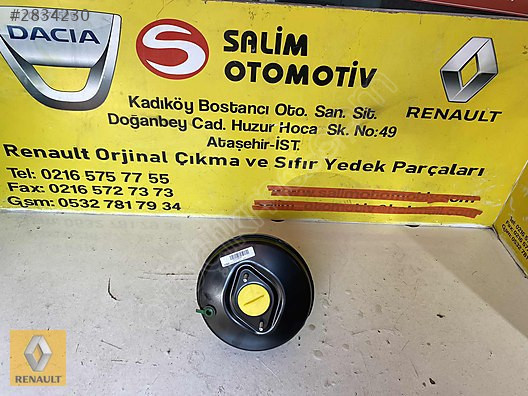 #2834230
DACIA
SALİM
OTOMOTİV
RENAULT
Kadıköy Bostancı Oto. San. Sit.
Doğanbey Cad. Huzur Hoca Sk. No:49
Ataşehir-İST.
Renault Orjinal Çıkma ve Sıfır Yedek Parçaları
Tel: 0216 575 77 55
Fax: 0216 572 73 73
Gsm: 0532 781 79 34
RENAULT